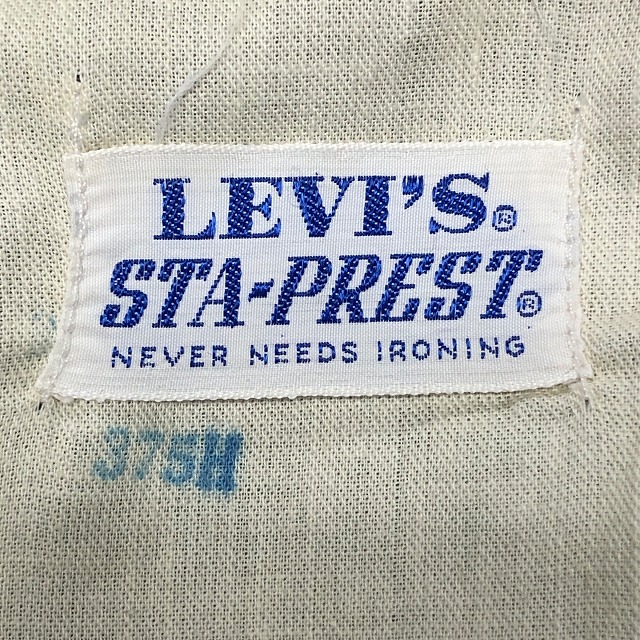 LEVI'S®
STA-PREST®
NEVER NEEDS IRONING
375H